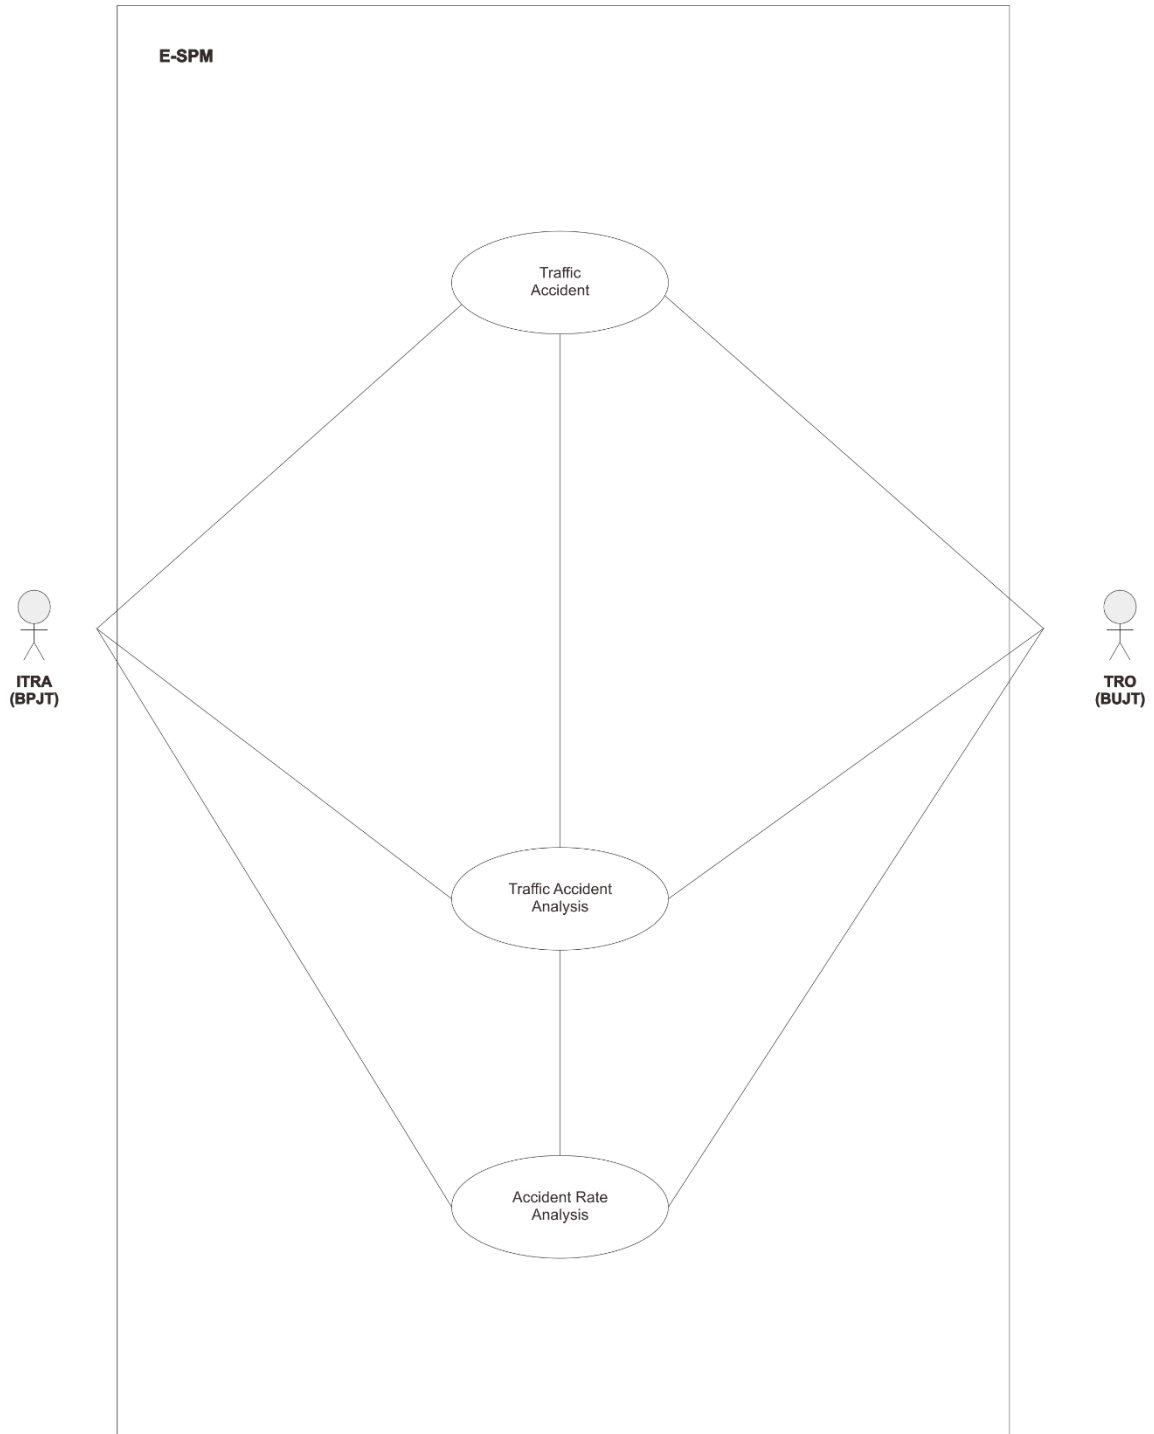 E-SPM
Traffic
Accident
ITRA
(BPJT)
TRO
(BUJT)
Traffic Accident
Analysis
Accident Rate
Analysis